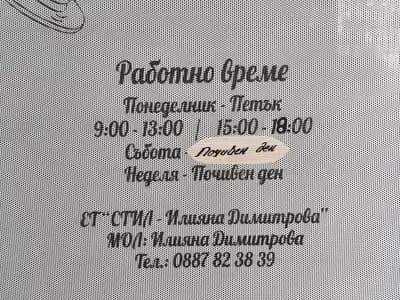 Работно време
Понеделник - Петък
9:00 - 13:00 | 15:00 - 18:00
Събота - Почивен ден
Неделя - Почивен ден
ЕТ "СТИЛ - Илияна Димитрова"
МОЛ: Илияна Димитрова
Тел.: 0887 82 38 39